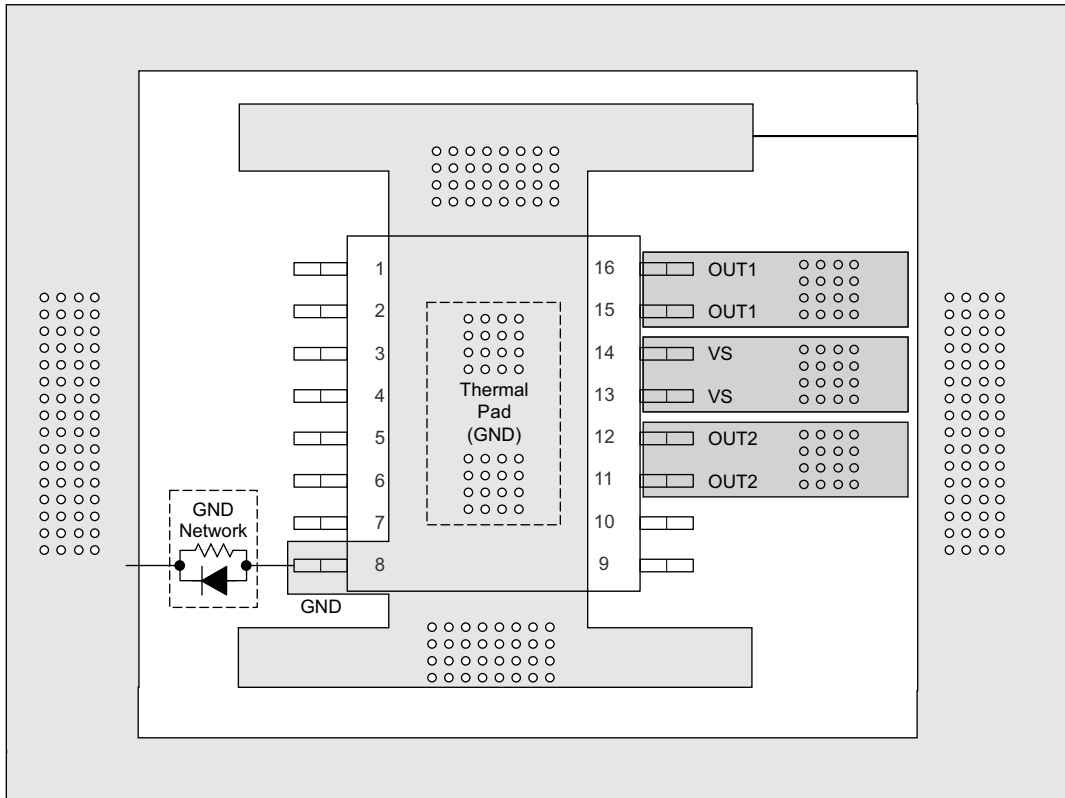 1 16 OUT1
2 15 OUT1
3 14 VS
4 13 VS
Thermal
Pad
(GND)
5 12 OUT2
6 11 OUT2
7 10
8 9
GND
Network
GND